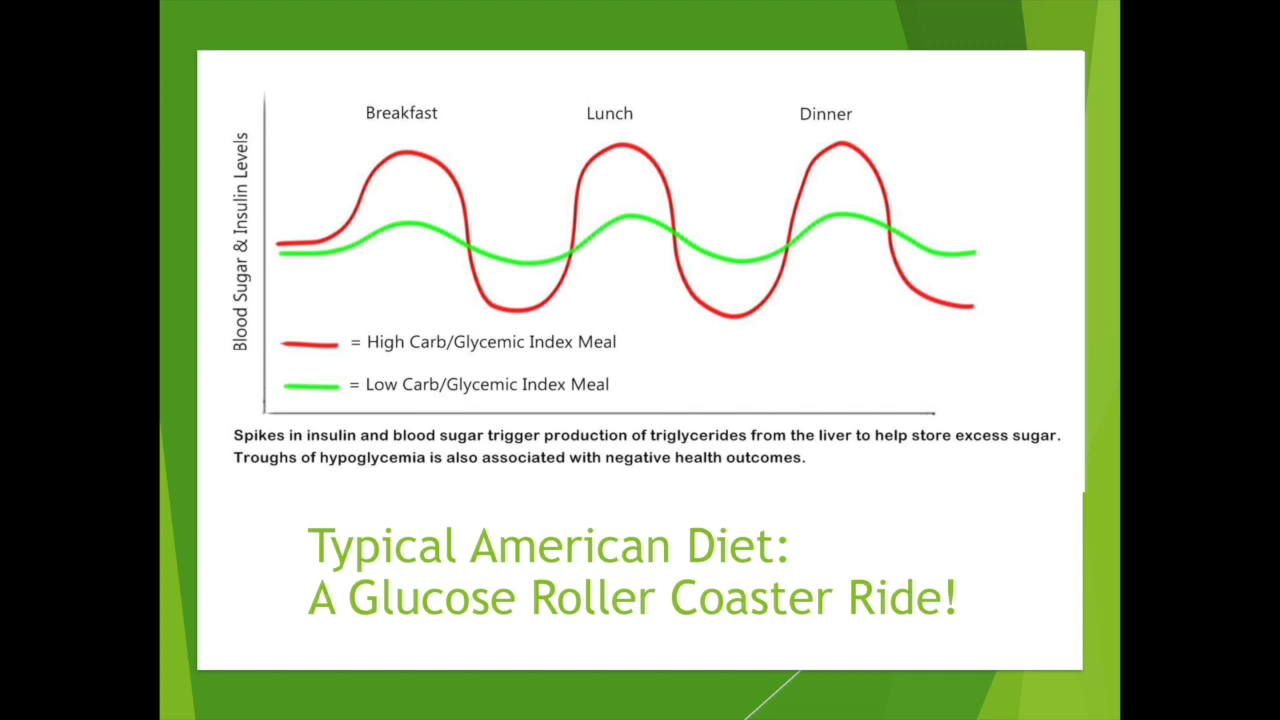 Breakfast
Lunch
Dinner
Blood Sugar & Insulin Levels
= High Carb/Glycemic Index Meal
= Low Carb/Glycemic Index Meal
Spikes in insulin and blood sugar trigger production of triglycerides from the liver to help store excess sugar.
Troughs of hypoglycemia is also associated with negative health outcomes.
Typical American Diet:
A Glucose Roller Coaster Ride!